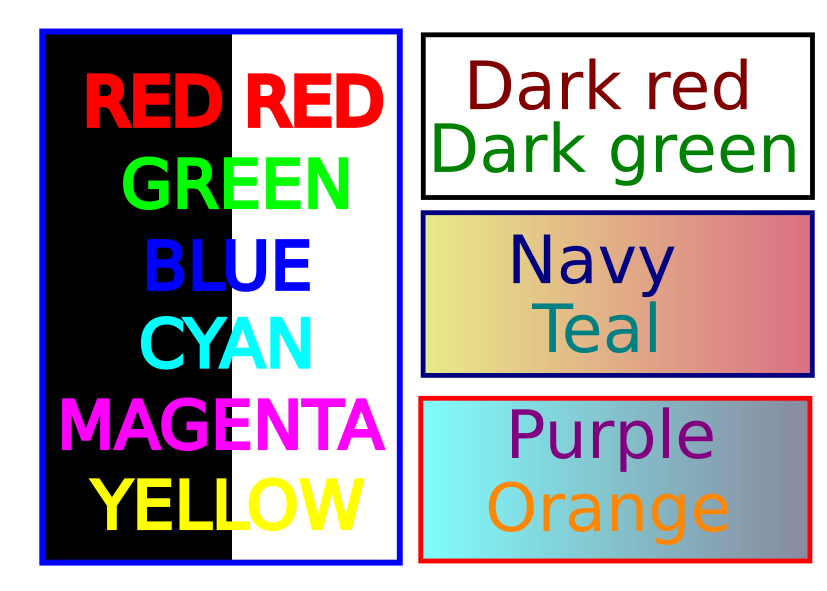 RED RED
GREEN
BLUE
CYAN
MAGENTA
YELLOW
Dark red
Dark green
Navy
Teal
Purple
Orange